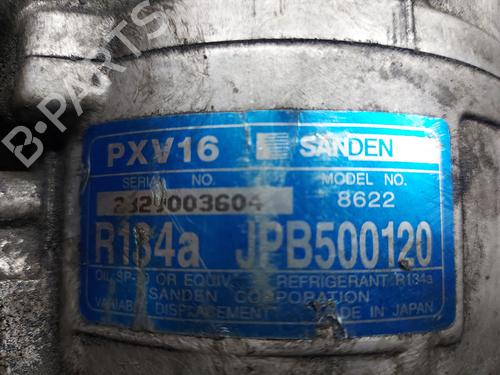 B-PARTS
PXV16 SANDEN
SERIAL NO. MODEL NO.
8622
R134a JPB500120
OIL:SP-20 OR EQUIV. REFRIGERANT R134a
SANDEN CORPORATION
VARIABLE DISPLACEMENT MADE IN JAPAN